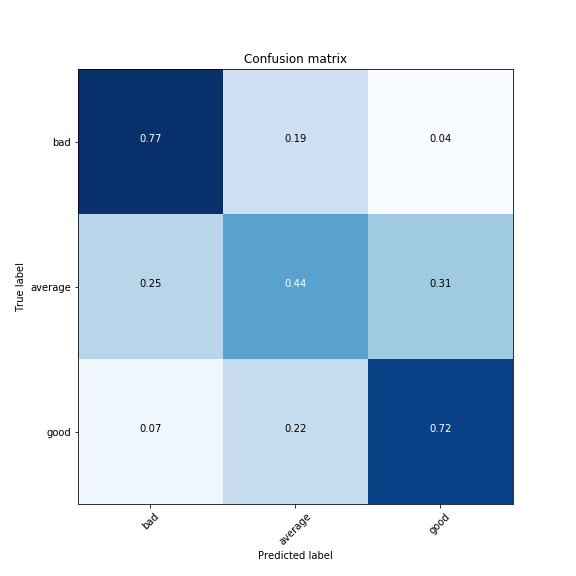 Confusion matrix
True label
bad 0.77 0.19 0.04
average 0.25 0.44 0.31
good 0.07 0.22 0.72
bad average good
Predicted label